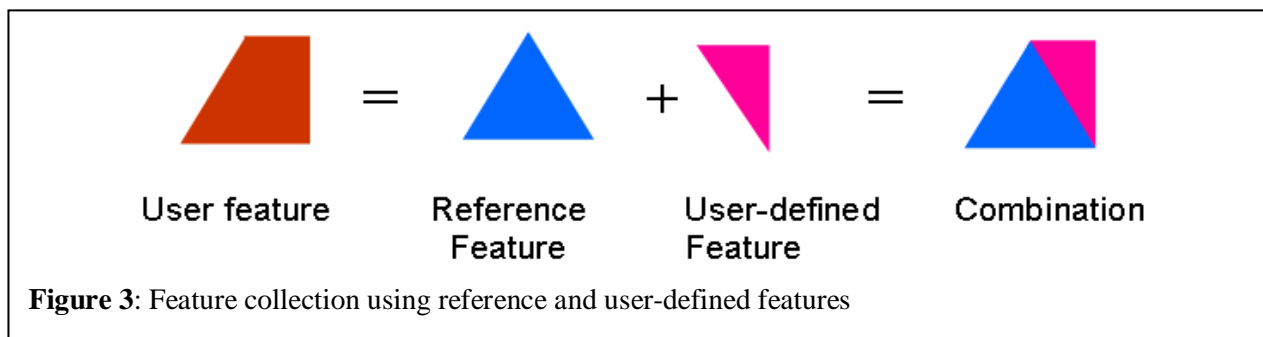 = + =
User feature Reference User-defined Combination
Feature Feature
Figure 3: Feature collection using reference and user-defined features